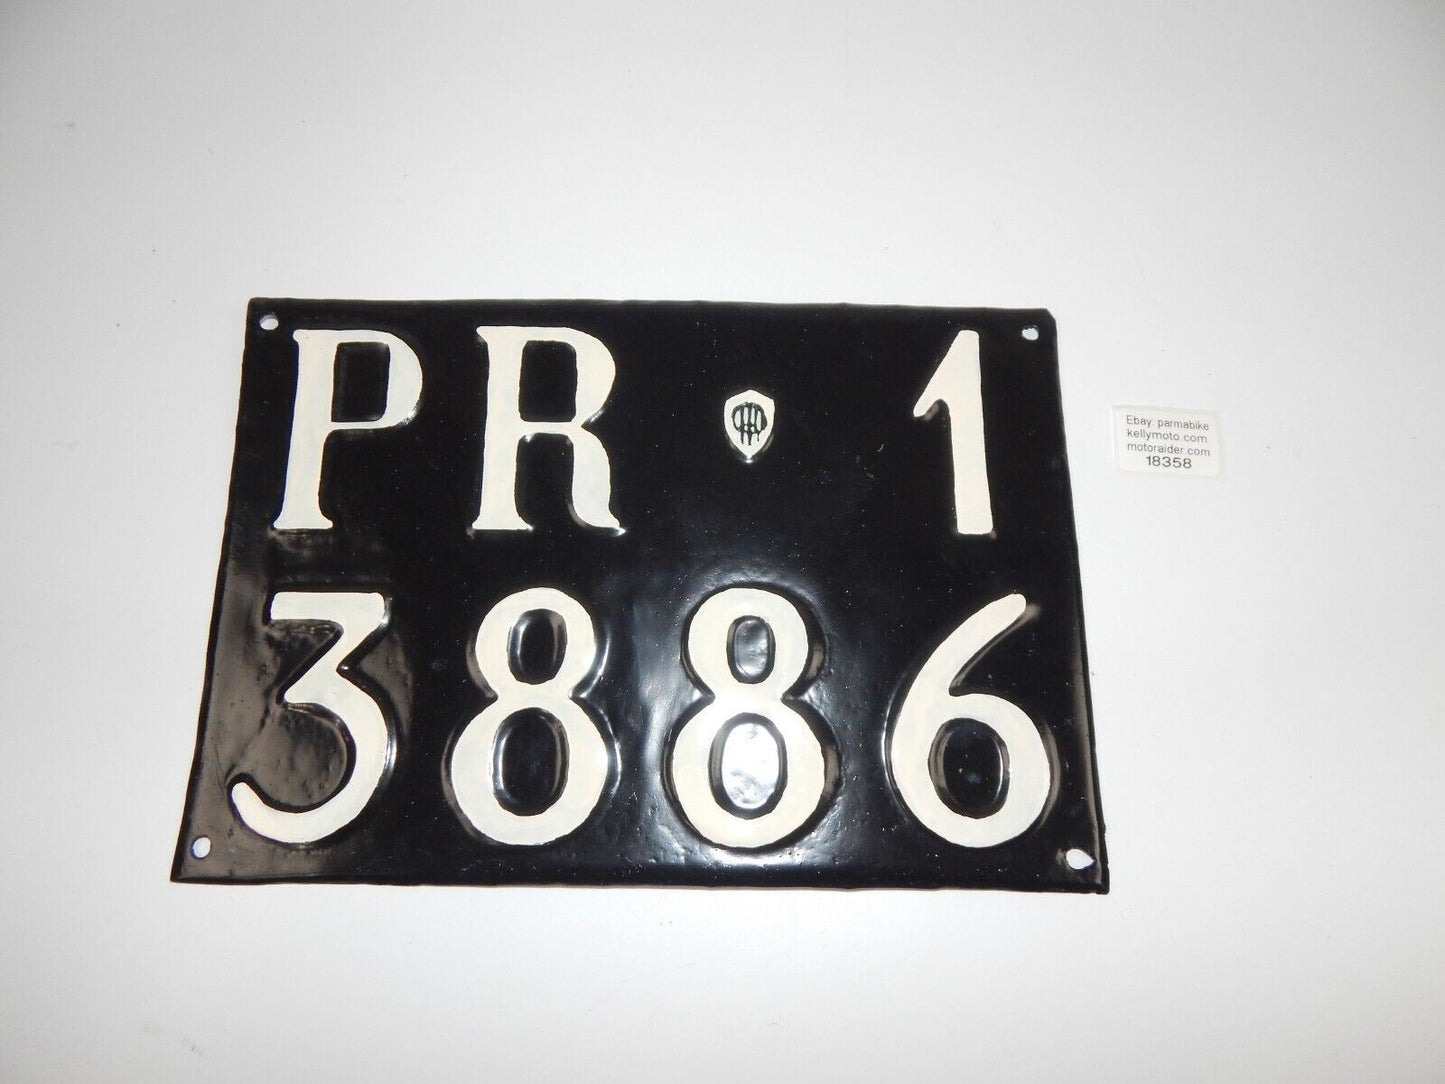 PR 1
3886
Ebay: parmabike
kellymoto.com
motoraider.com
18358